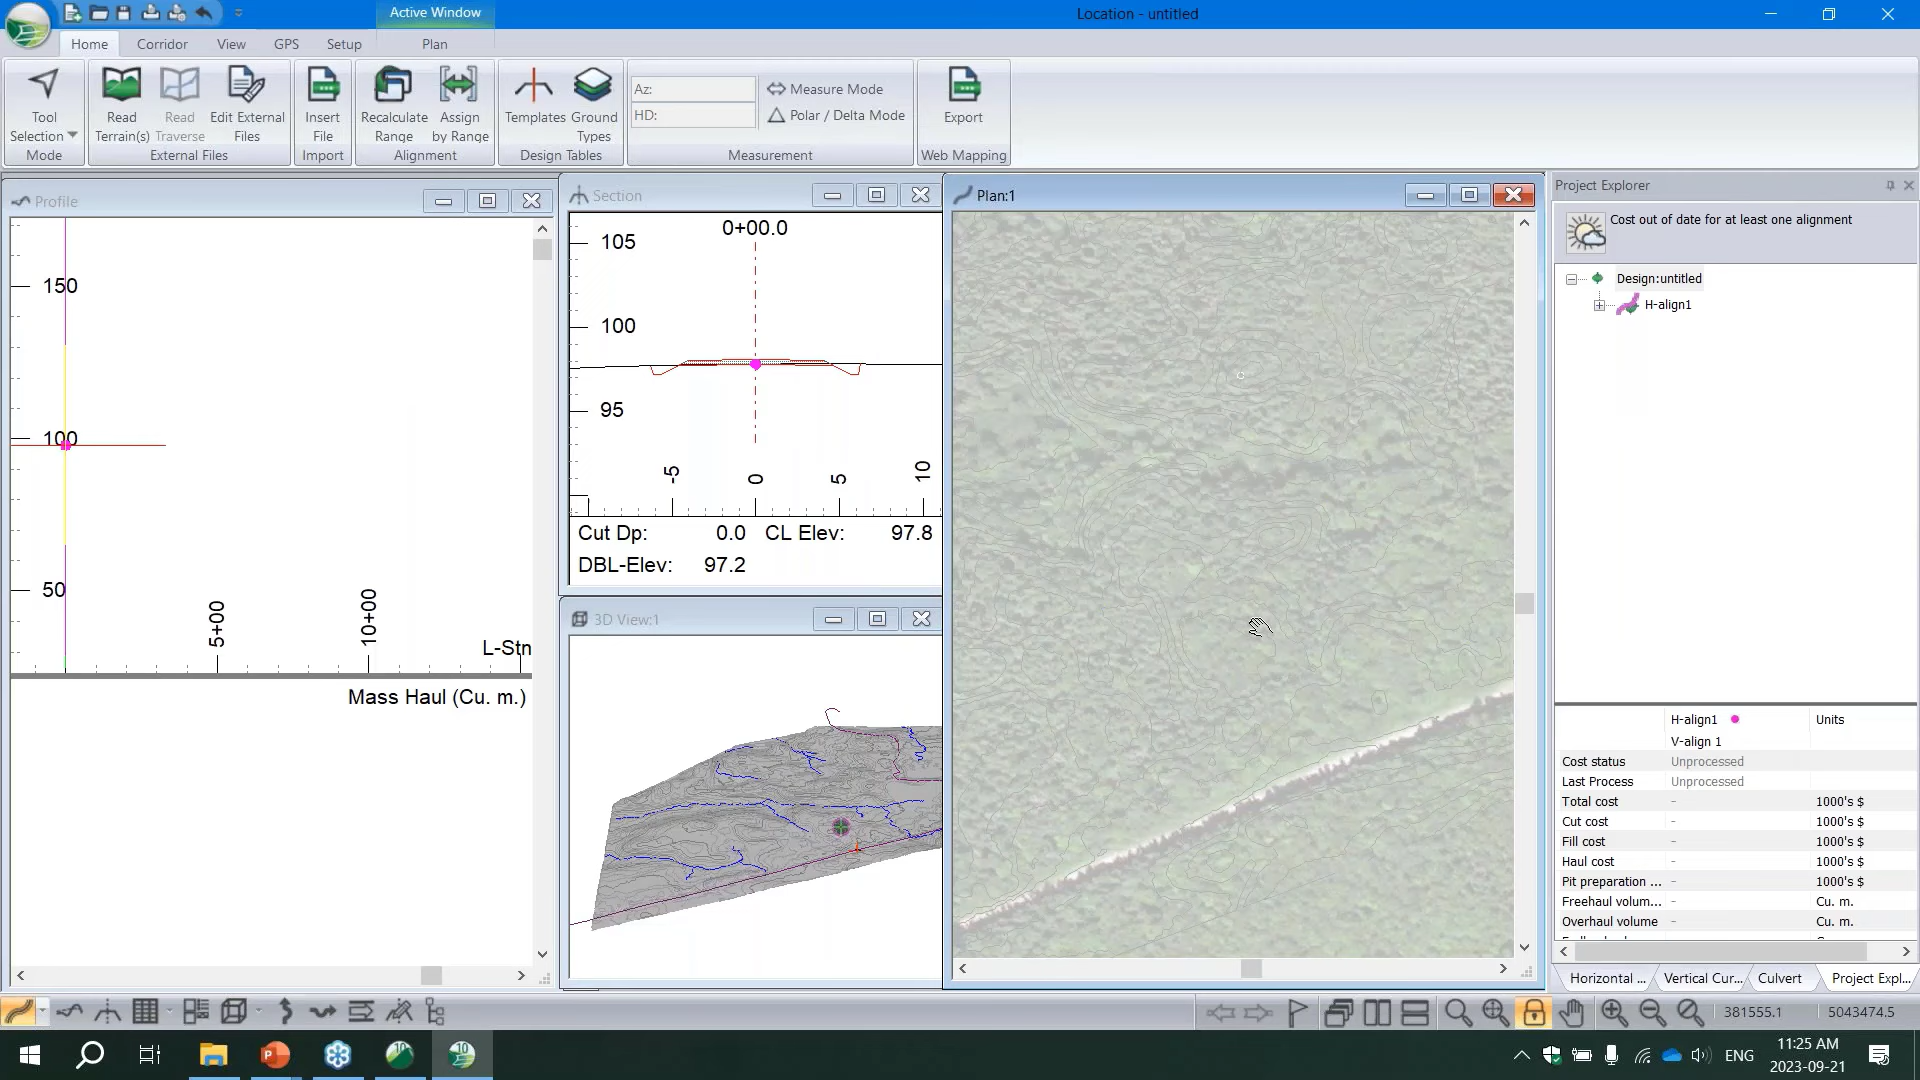 Active Window
Location - untitled
Home
Corridor
View
GPS
Setup
Plan
Tool
Selection
Mode
Read
Terrain(s)
Read
Traverse
Edit External
Files
External Files
Insert
File
Import
Recalculate
Range
Assign
by Range
Alignment
Templates
Ground
Types
Design Tables
Az:
HD:
Measure Mode
Polar / Delta Mode
Measurement
Export
Web Mapping
Profile
150
100
50
5+00
10+00
L-Stn
Mass Haul (Cu. m.)
Section
0+00.0
105
100
95
-5
0
5
10
Cut Dp: 0.0 CL Elev: 97.8
DBL-Elev: 97.2
3D View:1
Plan:1
Project Explorer
Cost out of date for at least one alignment
Design:untitled
H-align1
H-align1 Units
V-align 1
Cost status Unprocessed
Last Process Unprocessed
Total cost - 1000's $
Cut cost - 1000's $
Fill cost - 1000's $
Haul cost - 1000's $
Pit preparation ... - 1000's $
Freehaul volum... - Cu. m.
Overhaul volume - Cu. m.
Horizontal ...
Vertical Cur...
Culvert
Project Expl...
381555.1
5043474.5
10
10
ENG
11:25 AM
2023-09-21